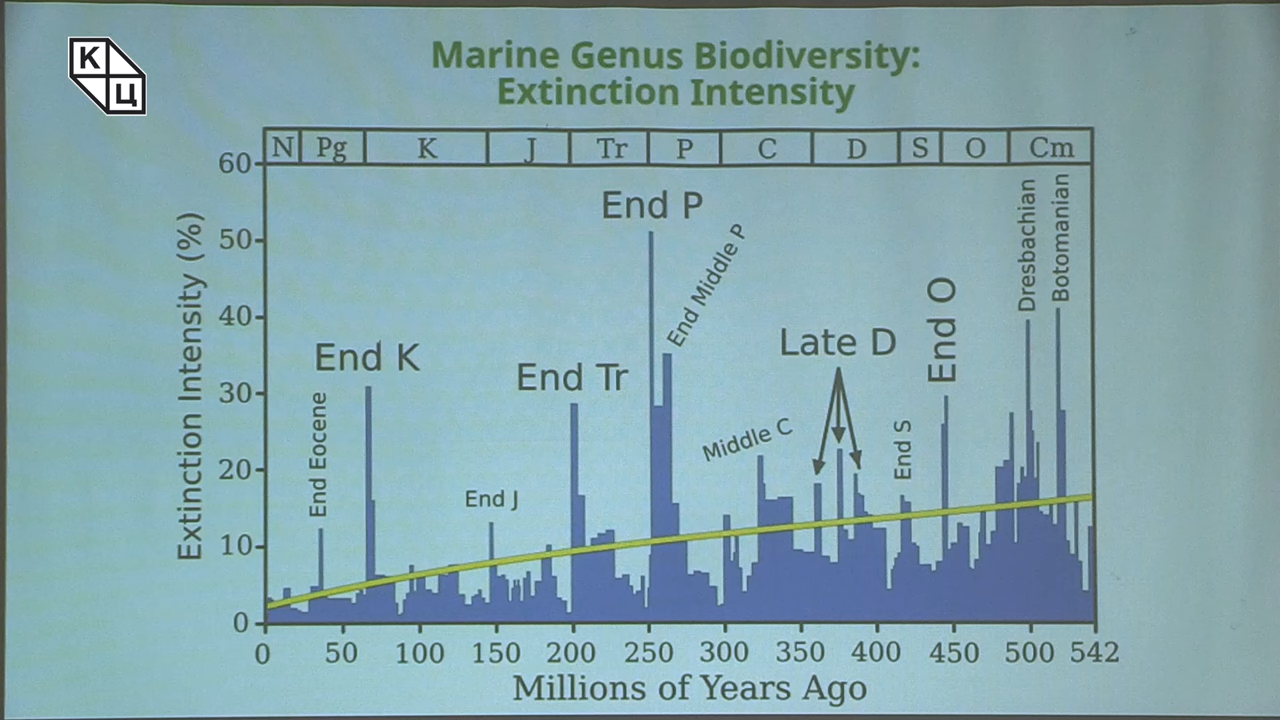 К
Ц
Marine Genus Biodiversity:
Extinction Intensity
N Pg K J Tr P C D S O Cm
Extinction Intensity (%)
60
50
40
30
20
10
0
End Eocene
End K
End J
End Tr
End P
End Middle P
Middle C
Late D
End S
End O
Dresbachian
Botomanian
0 50 100 150 200 250 300 350 400 450 500 542
Millions of Years Ago